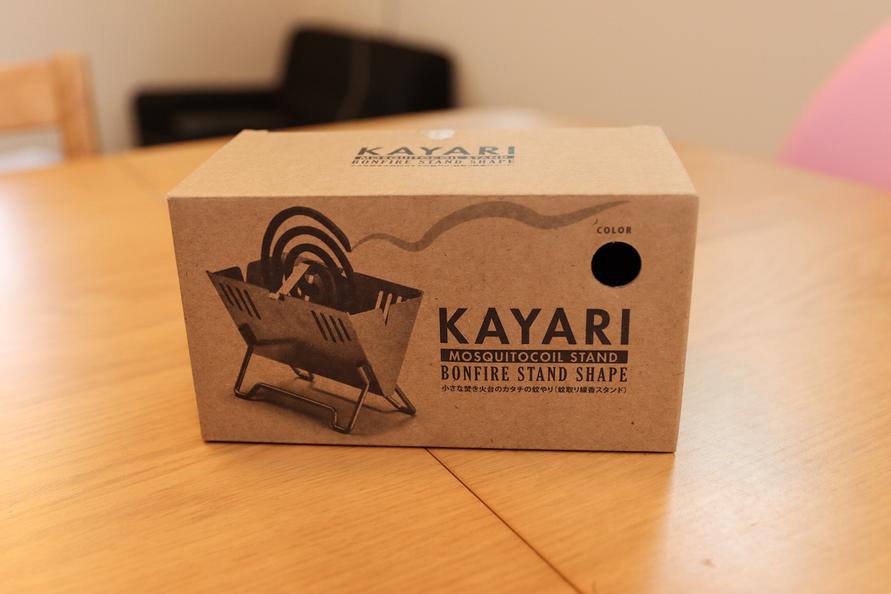 KAYARI
MOSQUITOCOIL STAND
BONFIRE STAND SHAPE
COLOR
KAYARI
MOSQUITOCOIL STAND
BONFIRE STAND SHAPE
小さな焚き火台のカタチの蚊やり(蚊取り線香スタンド)